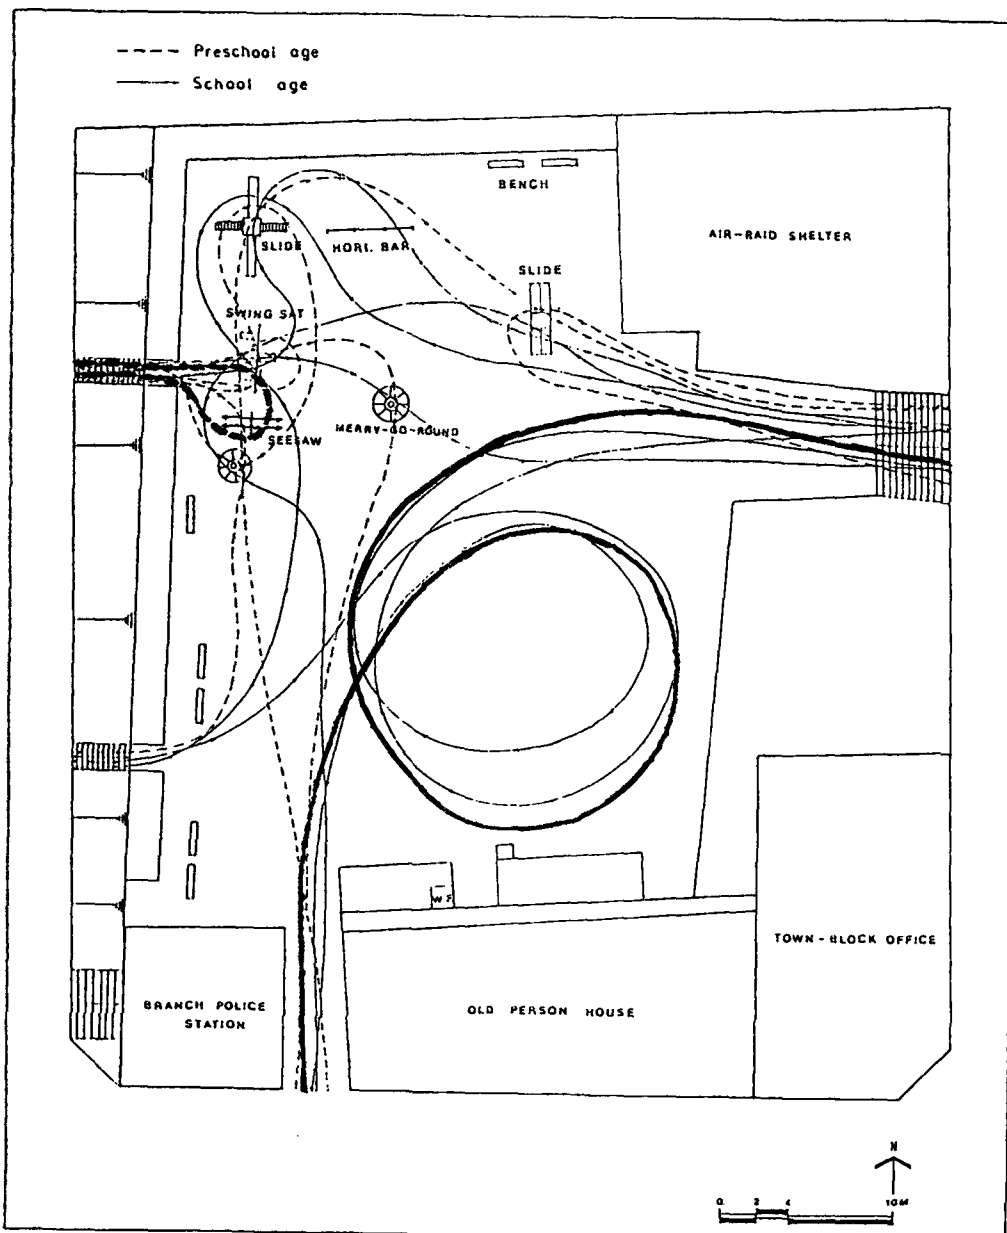 Preschool age
School age
BENCH
AIR-RAID SHELTER
SLIDE
HORI. BAR
SLIDE
SWING SET
MERRY-GO-ROUND
SEESAW
W F
TOWN-BLOCK OFFICE
BRANCH POLICE
STATION
OLD PERSON HOUSE
N
0 2 4 10M